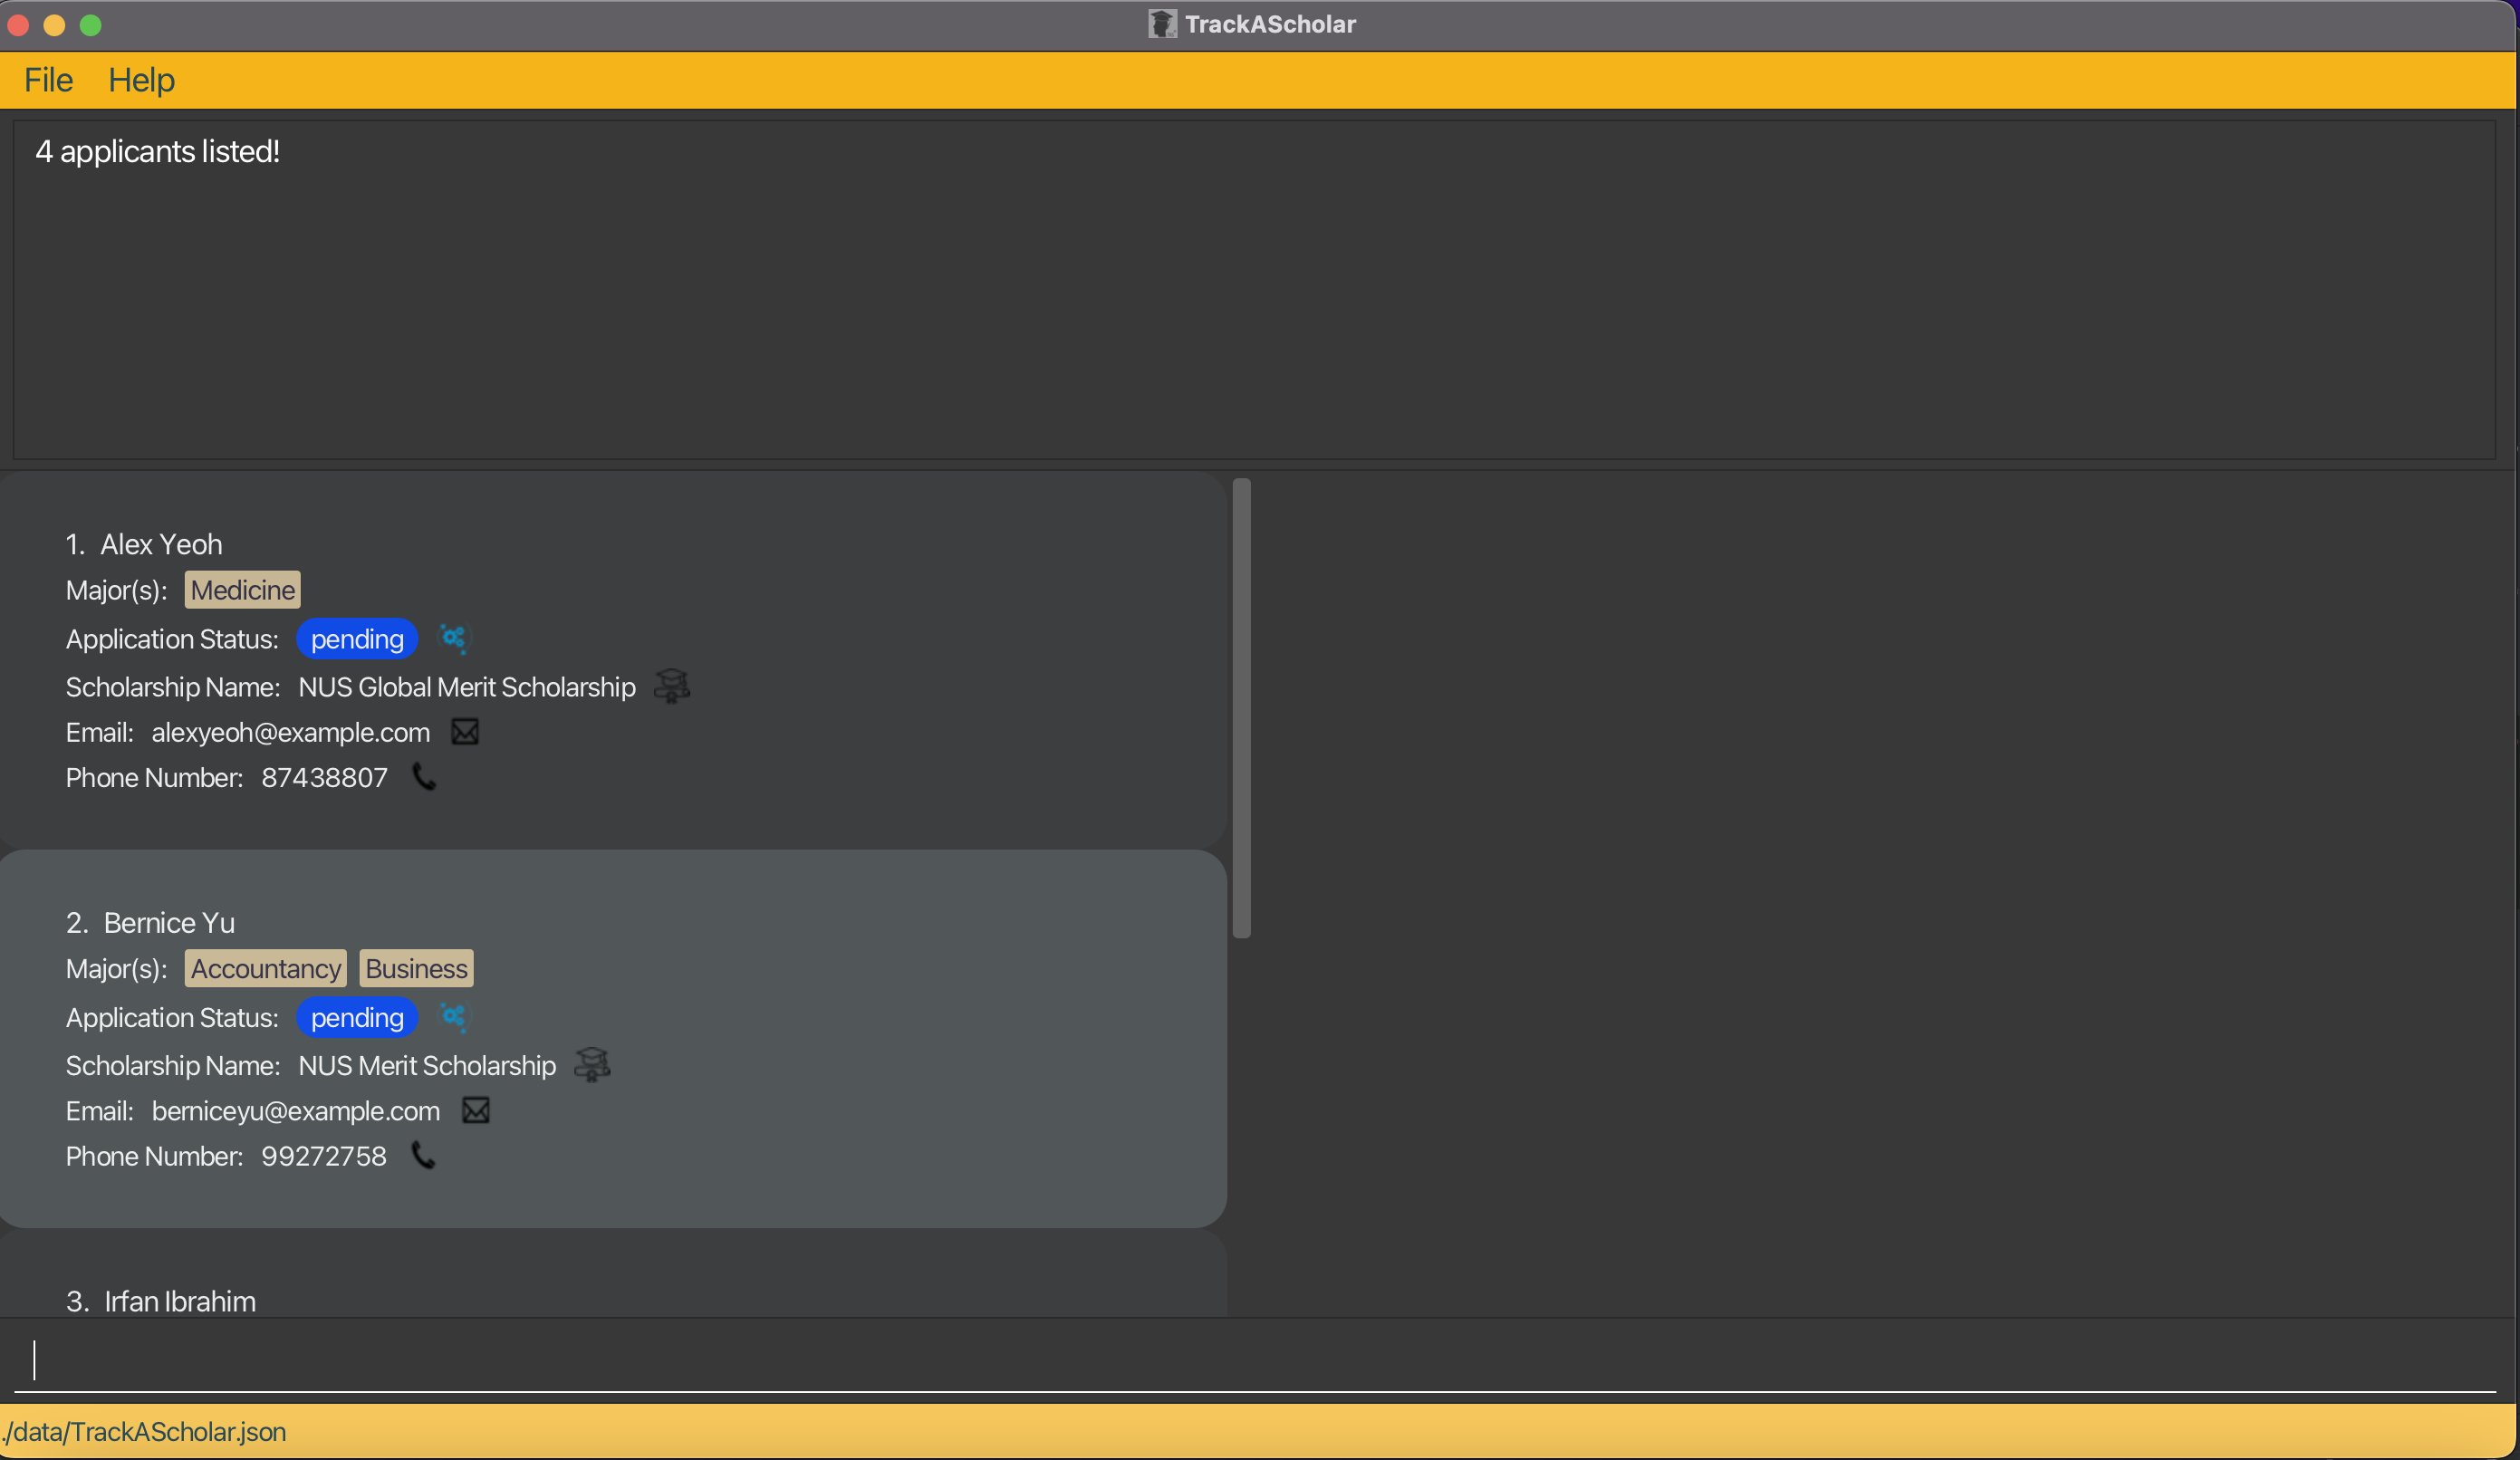 TrackAScholar
File Help
4 applicants listed!
1. Alex Yeoh
Major(s): Medicine
Application Status: pending
Scholarship Name: NUS Global Merit Scholarship
Email: alexyeoh@example.com
Phone Number: 87438807
2. Bernice Yu
Major(s): Accountancy Business
Application Status: pending
Scholarship Name: NUS Merit Scholarship
Email: berniceyu@example.com
Phone Number: 99272758
3. Irfan Ibrahim
./data/TrackAScholar.json